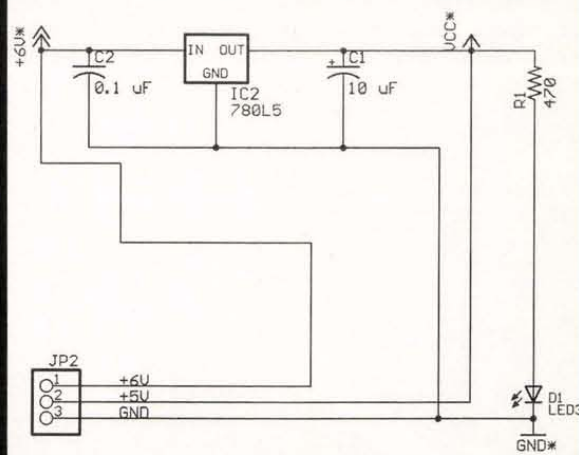 +6V*
C2
0.1 uF
IN OUT
GND
IC2
780L5
+ C1
10 uF
VCC*
R1
470
JP2
1 +6V
2 +5V
3 GND
D1
LED3
GND*